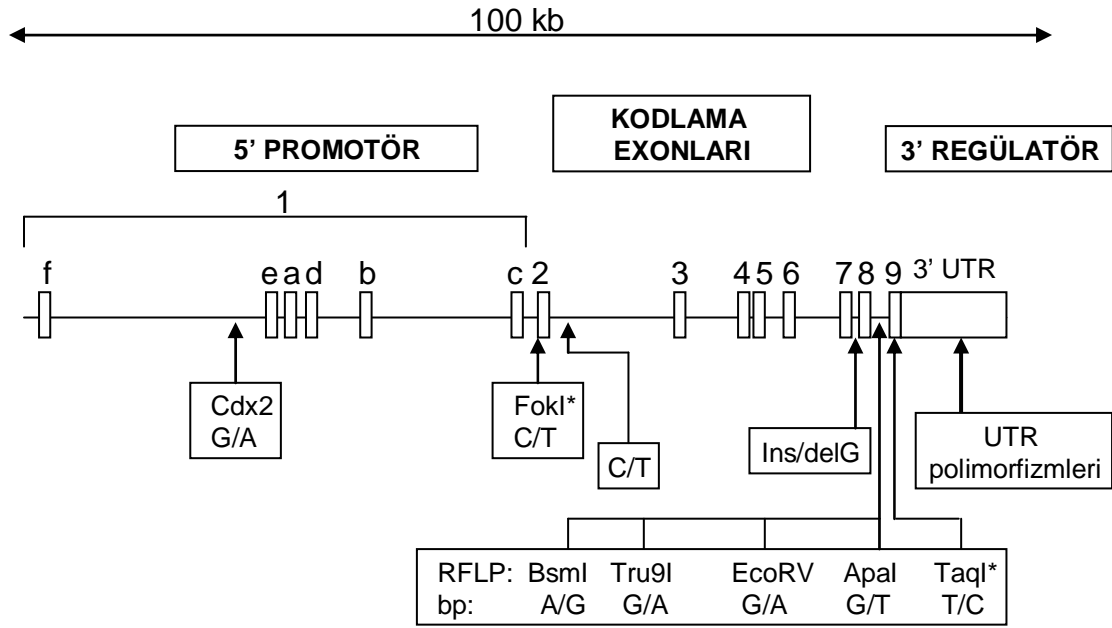 100 kb
5' PROMOTÖR
KODLAMA
EXONLARI
3' REGÜLATÖR
1
f e a d b c 2 3 4 5 6 7 8 9 3' UTR
Cdx2
G/A
FokI*
C/T
C/T
Ins/delG
UTR
polimorfizmleri
RFLP: BsmI Tru9I EcoRV ApaI TaqI*
bp: A/G G/A G/A G/T T/C